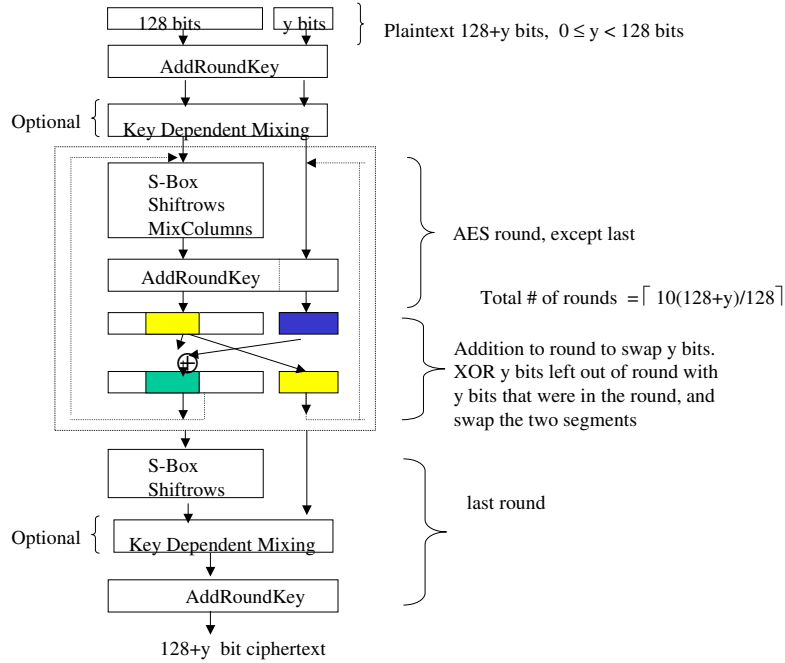 128 bits
y bits
Plaintext 128+y bits, 0 ≤ y < 128 bits
AddRoundKey
Optional
Key Dependent Mixing
S-Box
Shiftrows
MixColumns
AES round, except last
AddRoundKey
Total # of rounds =⌈ 10(128+y)/128⌉
Addition to round to swap y bits.
XOR y bits left out of round with
y bits that were in the round, and
swap the two segments
S-Box
Shiftrows
last round
Optional
Key Dependent Mixing
AddRoundKey
128+y bit ciphertext